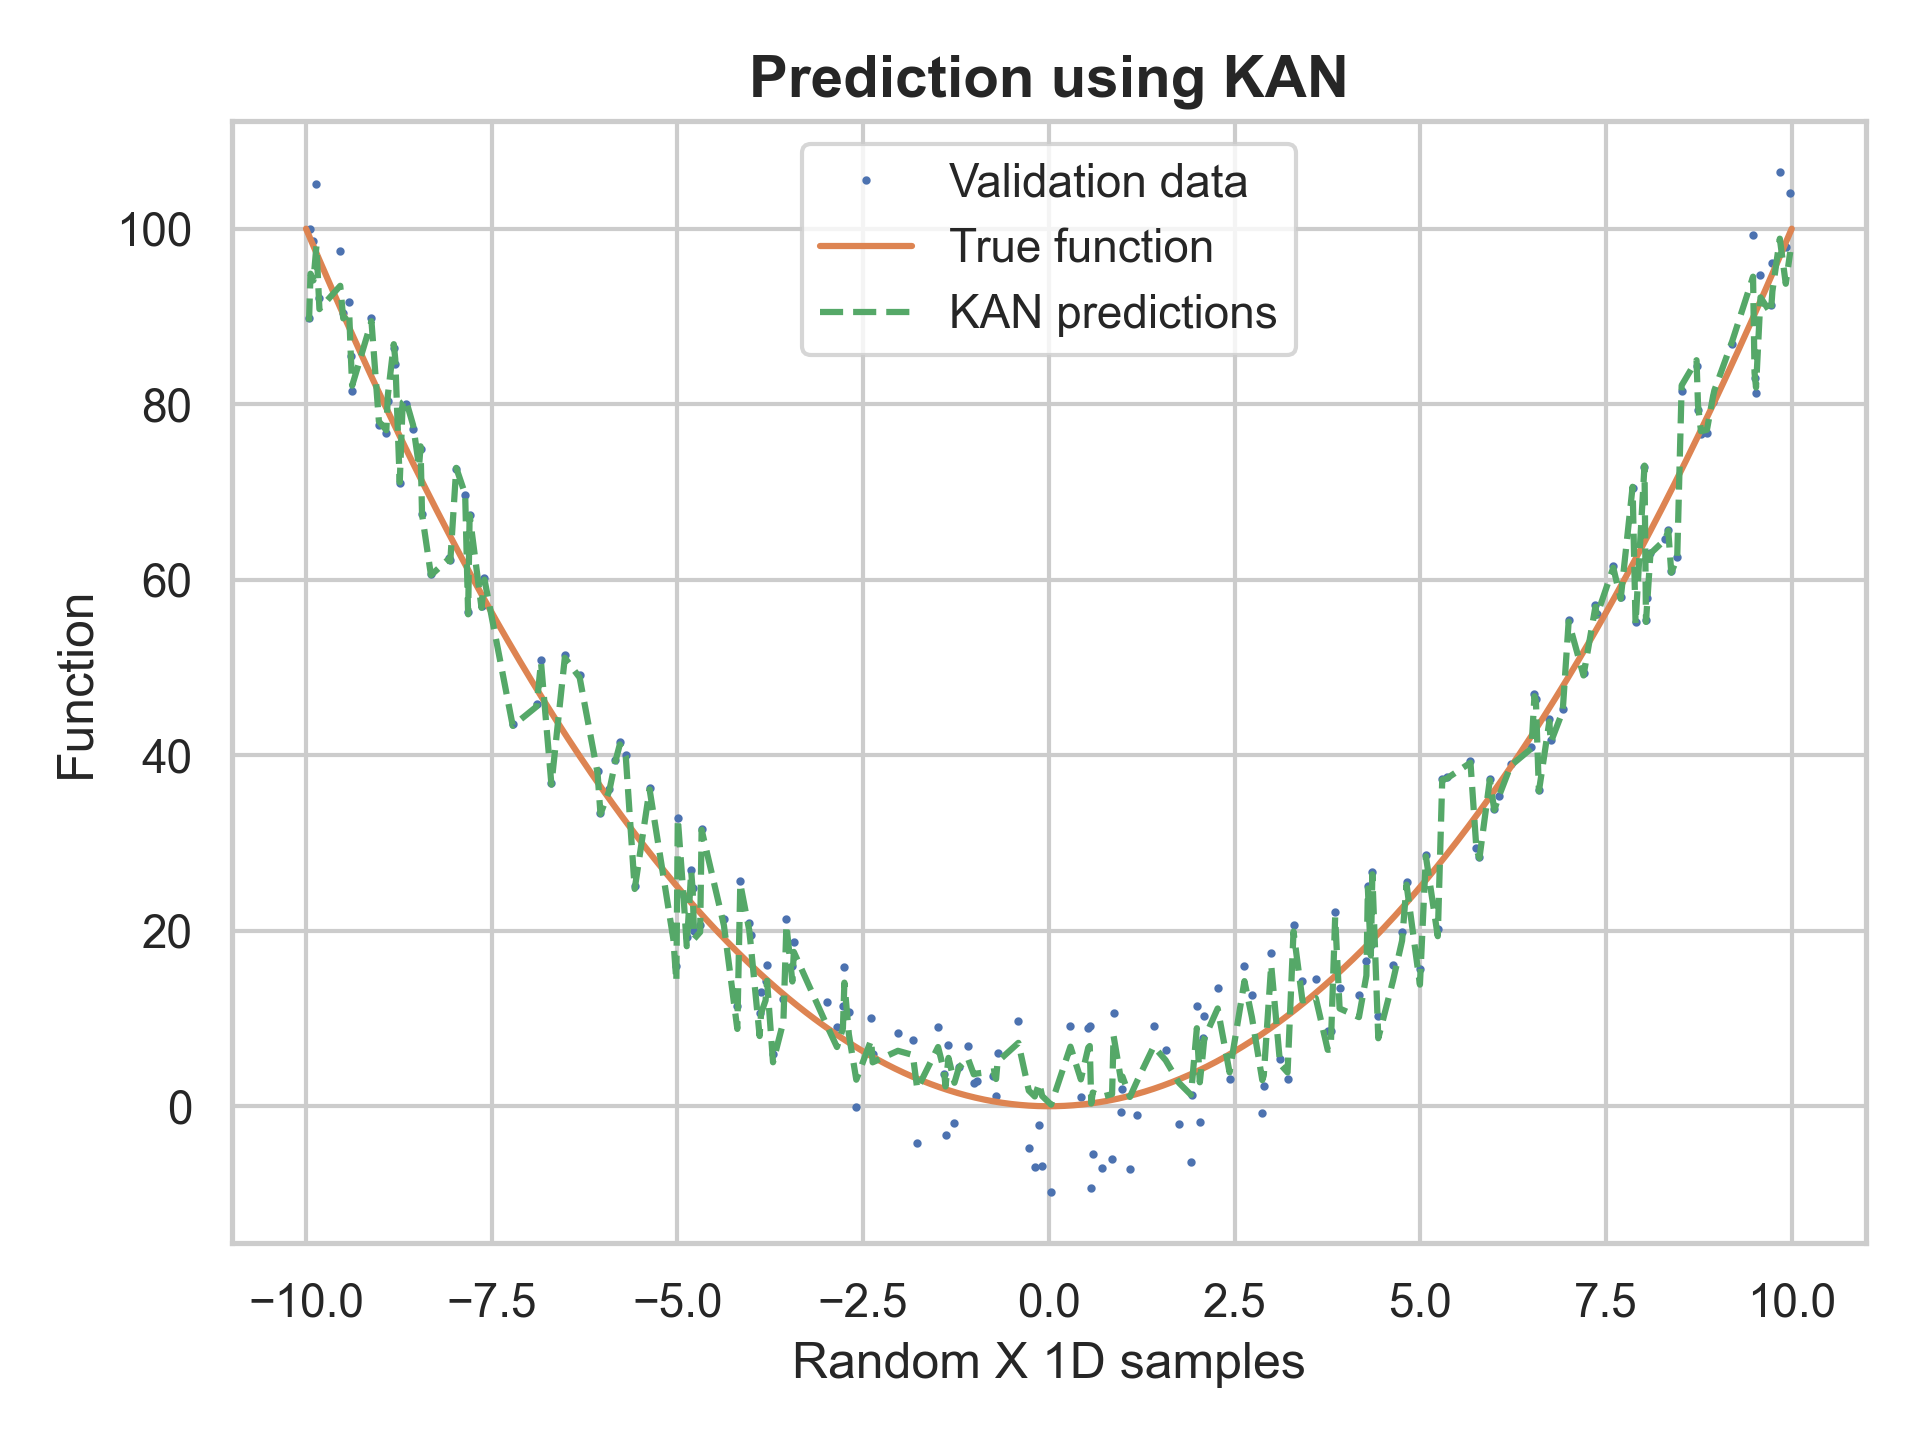 Prediction using KAN
Validation data
True function
KAN predictions
Function
100
80
60
40
20
0
−10.0
−7.5
−5.0
−2.5
0.0
2.5
5.0
7.5
10.0
Random X 1D samples